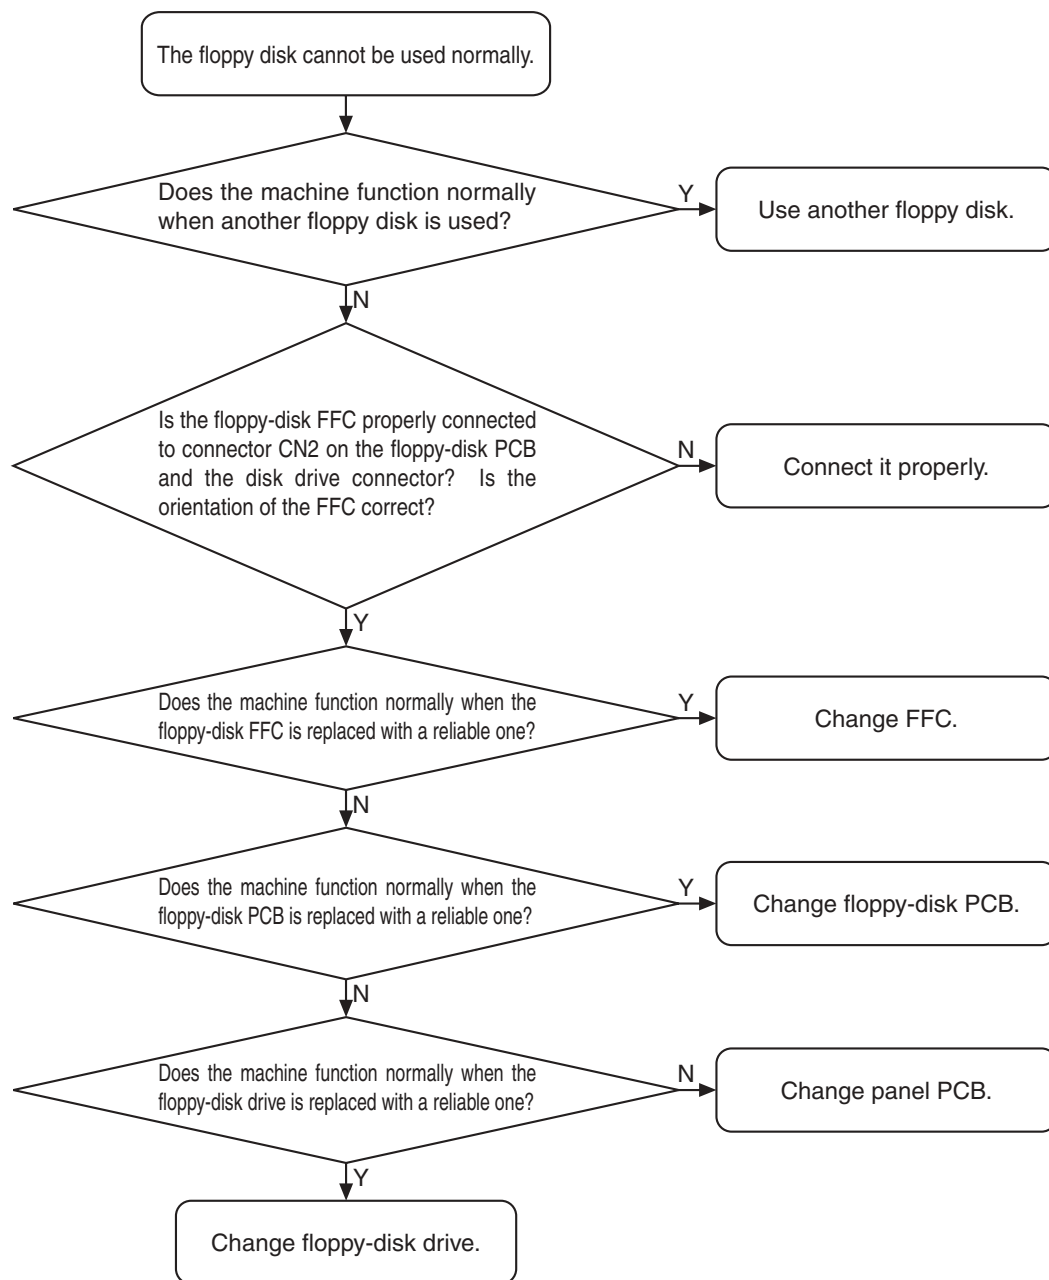 The floppy disk cannot be used normally.
Does the machine function normally
when another floppy disk is used?
Y
Use another floppy disk.
N
Is the floppy-disk FFC properly connected
to connector CN2 on the floppy-disk PCB
and the disk drive connector? Is the
orientation of the FFC correct?
N
Connect it properly.
Y
Does the machine function normally when the
floppy-disk FFC is replaced with a reliable one?
Y
Change FFC.
N
Does the machine function normally when the
floppy-disk PCB is replaced with a reliable one?
Y
Change floppy-disk PCB.
N
Does the machine function normally when the
floppy-disk drive is replaced with a reliable one?
N
Change panel PCB.
Y
Change floppy-disk drive.